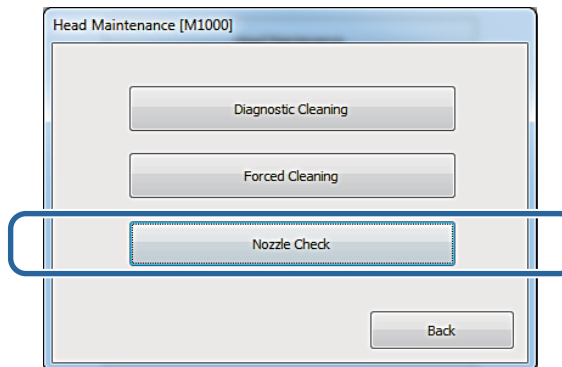 Head Maintenance [M1000]
Diagnostic Cleaning
Forced Cleaning
Nozzle Check
Back